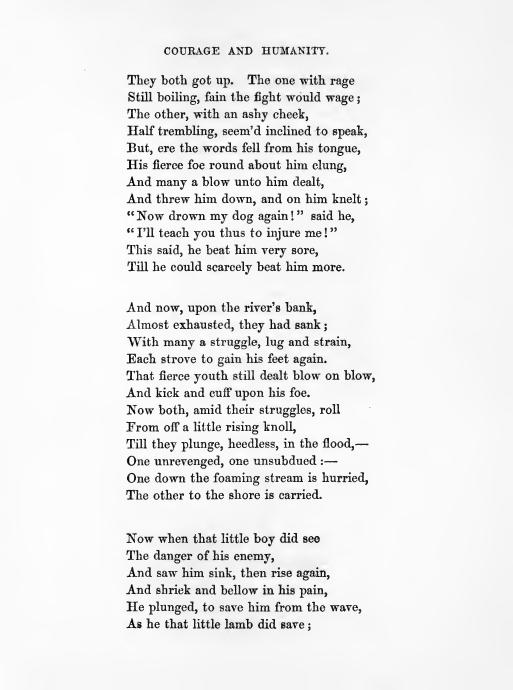 COURAGE AND HUMANITY.
They both got up. The one with rage
Still boiling, fain the fight would wage;
The other, with an ashy cheek,
Half trembling, seem'd inclined to speak,
But, ere the words fell from his tongue,
His fierce foe round about him clung,
And many a blow unto him dealt,
And threw him down, and on him knelt;
"Now drown my dog again!" said he,
"I'll teach you thus to injure me!"
This said, he beat him very sore,
Till he could scarcely beat him more.
And now, upon the river's bank,
Almost exhausted, they had sank;
With many a struggle, lug and strain,
Each strove to gain his feet again.
That fierce youth still dealt blow on blow,
And kick and cuff upon his foe.
Now both, amid their struggles, roll
From off a little rising knoll,
Till they plunge, heedless, in the flood,—
One unrevenged, one unsubdued:—
One down the foaming stream is hurried,
The other to the shore is carried.
Now when that little boy did see
The danger of his enemy,
And saw him sink, then rise again,
And shriek and bellow in his pain,
He plunged, to save him from the wave,
As he that little lamb did save;